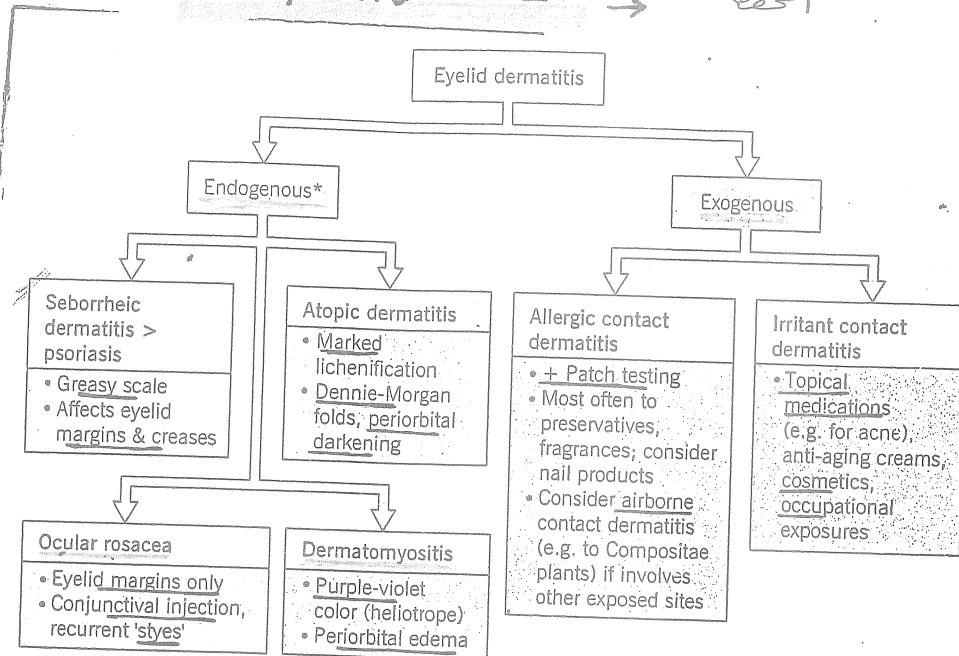 Eyelid dermatitis
Endogenous*
Exogenous
Seborrheic
dermatitis >
psoriasis
• Greasy scale
• Affects eyelid
margins & creases
Atopic dermatitis
• Marked
lichenification
• Dennie-Morgan
folds, periorbital
darkening
Allergic contact
dermatitis
• + Patch testing
• Most often to
preservatives,
fragrances; consider
nail products
• Consider airborne
contact dermatitis
(e.g. to Compositae
plants) if involves
other exposed sites
Irritant contact
dermatitis
• Topical
medications
(e.g. for acne),
anti-aging creams,
cosmetics,
occupational
exposures
Ocular rosacea
• Eyelid margins only
• Conjunctival injection,
recurrent 'styes'
Dermatomyositis
• Purple-violet
color (heliotrope)
• Periorbital edema